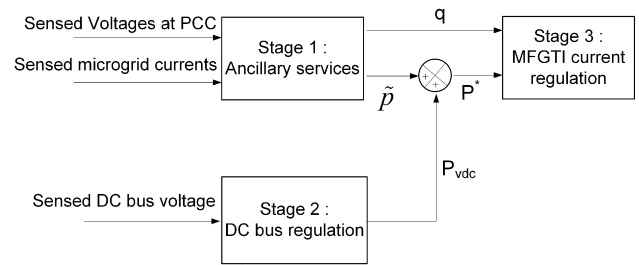 Sensed Voltages at PCC
Sensed microgrid currents
Stage 1 :
Ancillary services
q
p̃
+
+
P*
Stage 3 :
MFGTI current
regulation
Pvdc
Sensed DC bus voltage
Stage 2 :
DC bus regulation